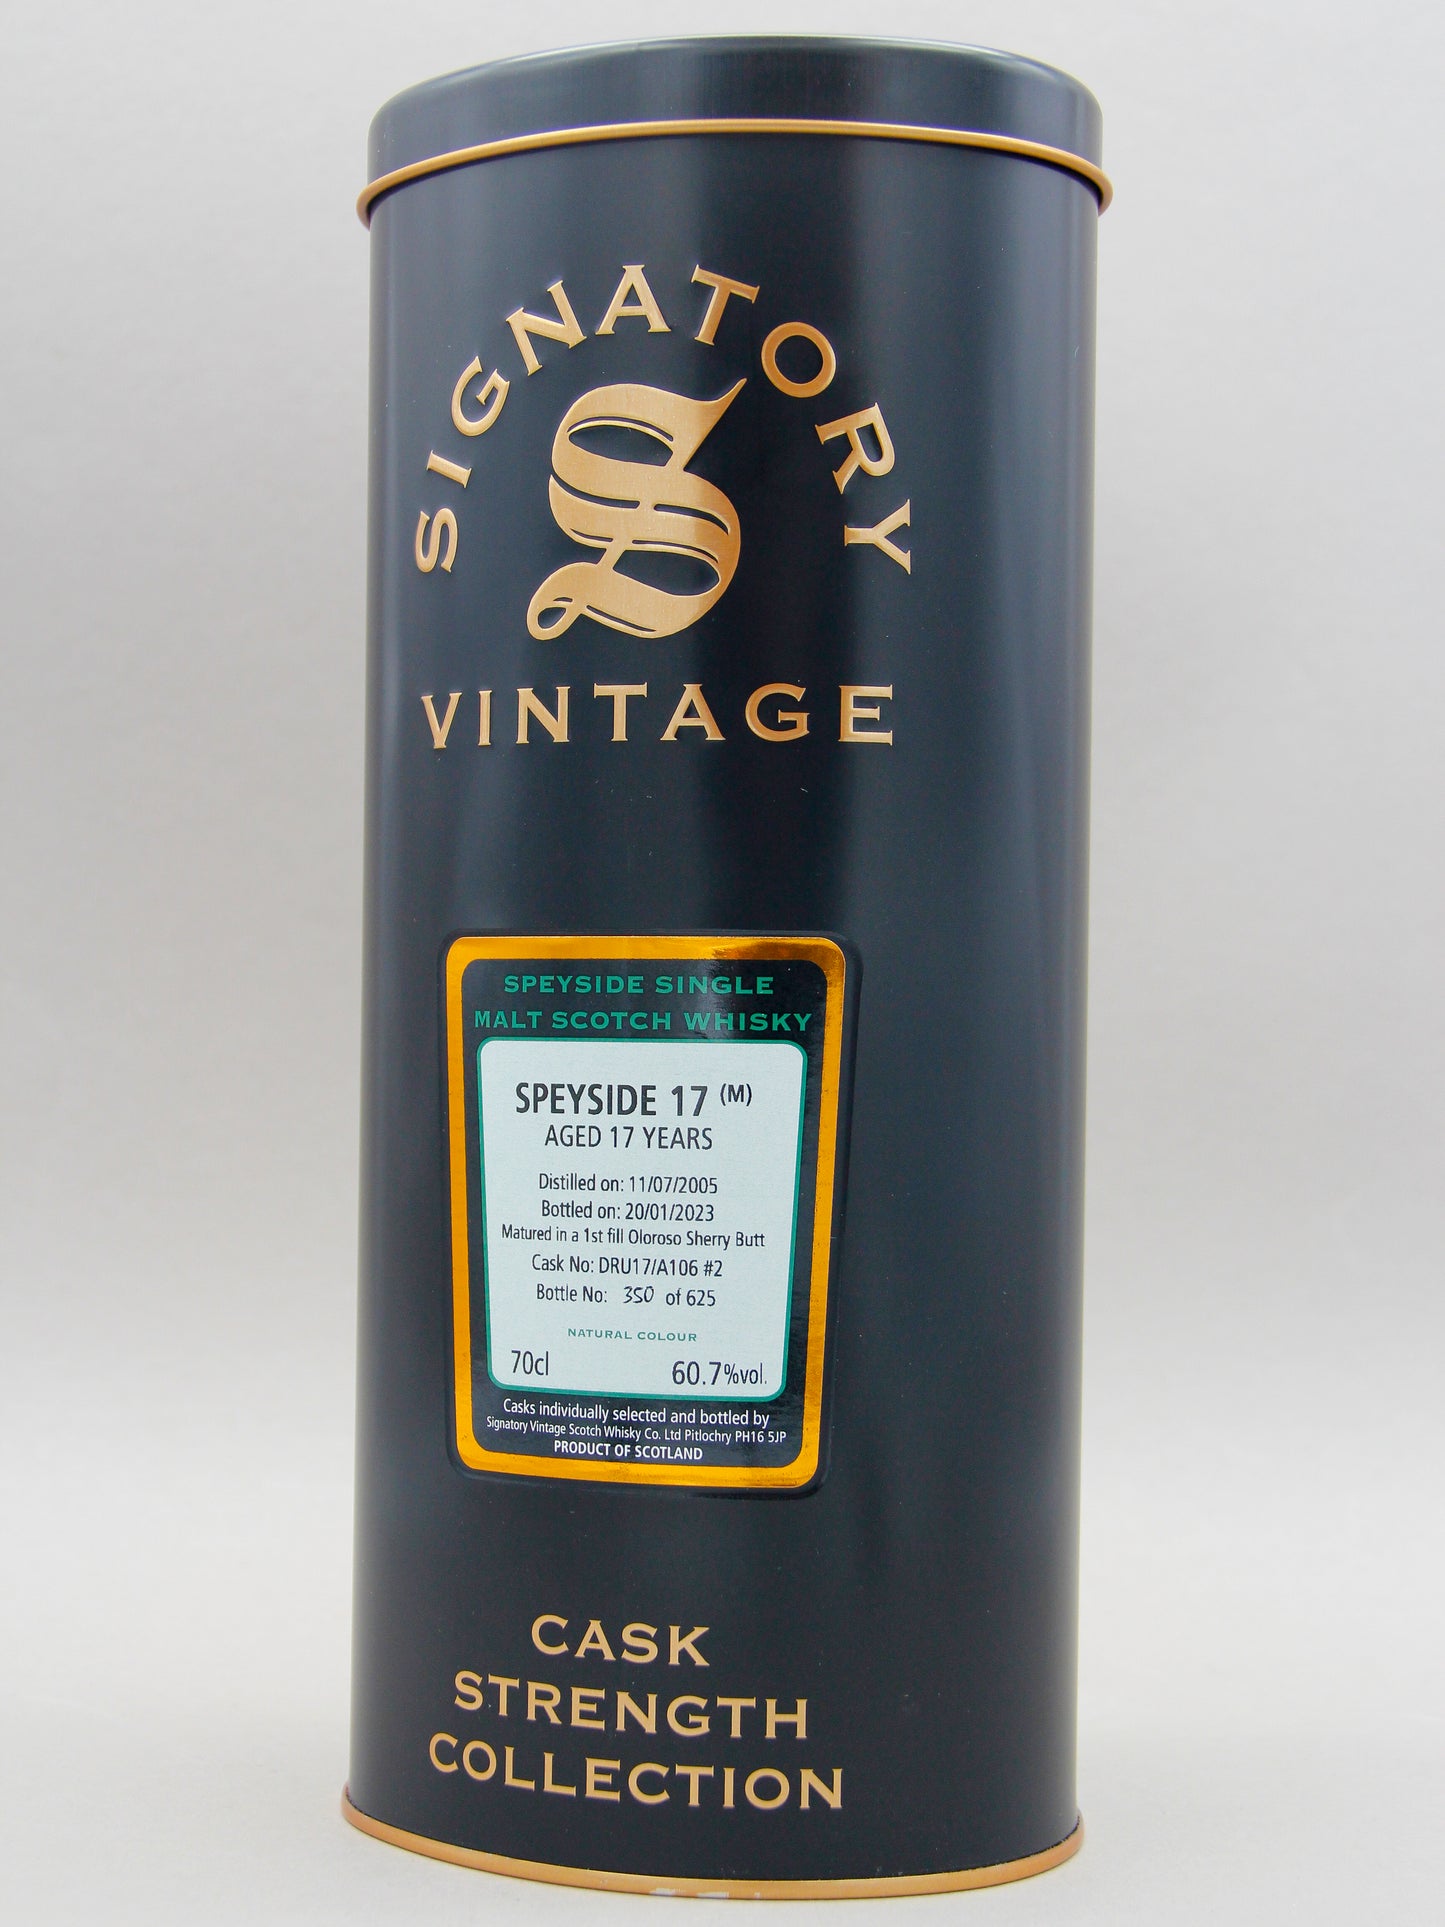 SIGNATORY
S
VINTAGE
SPEYSIDE SINGLE
MALT SCOTCH WHISKY
SPEYSIDE 17 (M)
AGED 17 YEARS
Distilled on: 11/07/2005
Bottled on: 20/01/2023
Matured in a 1st fill Oloroso Sherry Butt
Cask No: DRU17/A106 #2
Bottle No: 350 of 625
NATURAL COLOUR
70cl 60.7%vol.
Casks individually selected and bottled by
Signatory Vintage Scotch Whisky Co. Ltd Pitlochry PH16 5JP
PRODUCT OF SCOTLAND
CASK
STRENGTH
COLLECTION